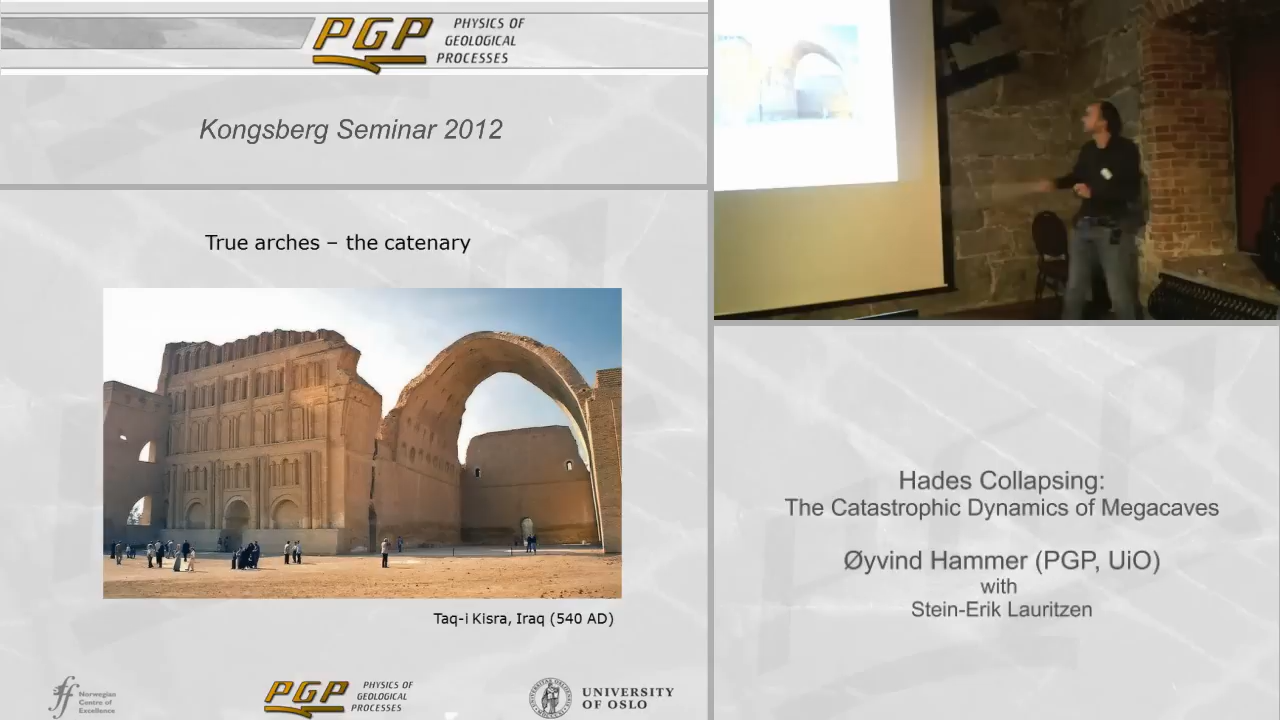 PGP
PHYSICS OF
GEOLOGICAL
PROCESSES
Kongsberg Seminar 2012
True arches – the catenary
Taq-i Kisra, Iraq (540 AD)
Norwegian
Centre of
Excellence
PGP
PHYSICS OF
GEOLOGICAL
PROCESSES
UNIVERSITY
OF OSLO
Hades Collapsing:
The Catastrophic Dynamics of Megacaves
Øyvind Hammer (PGP, UiO)
with
Stein-Erik Lauritzen